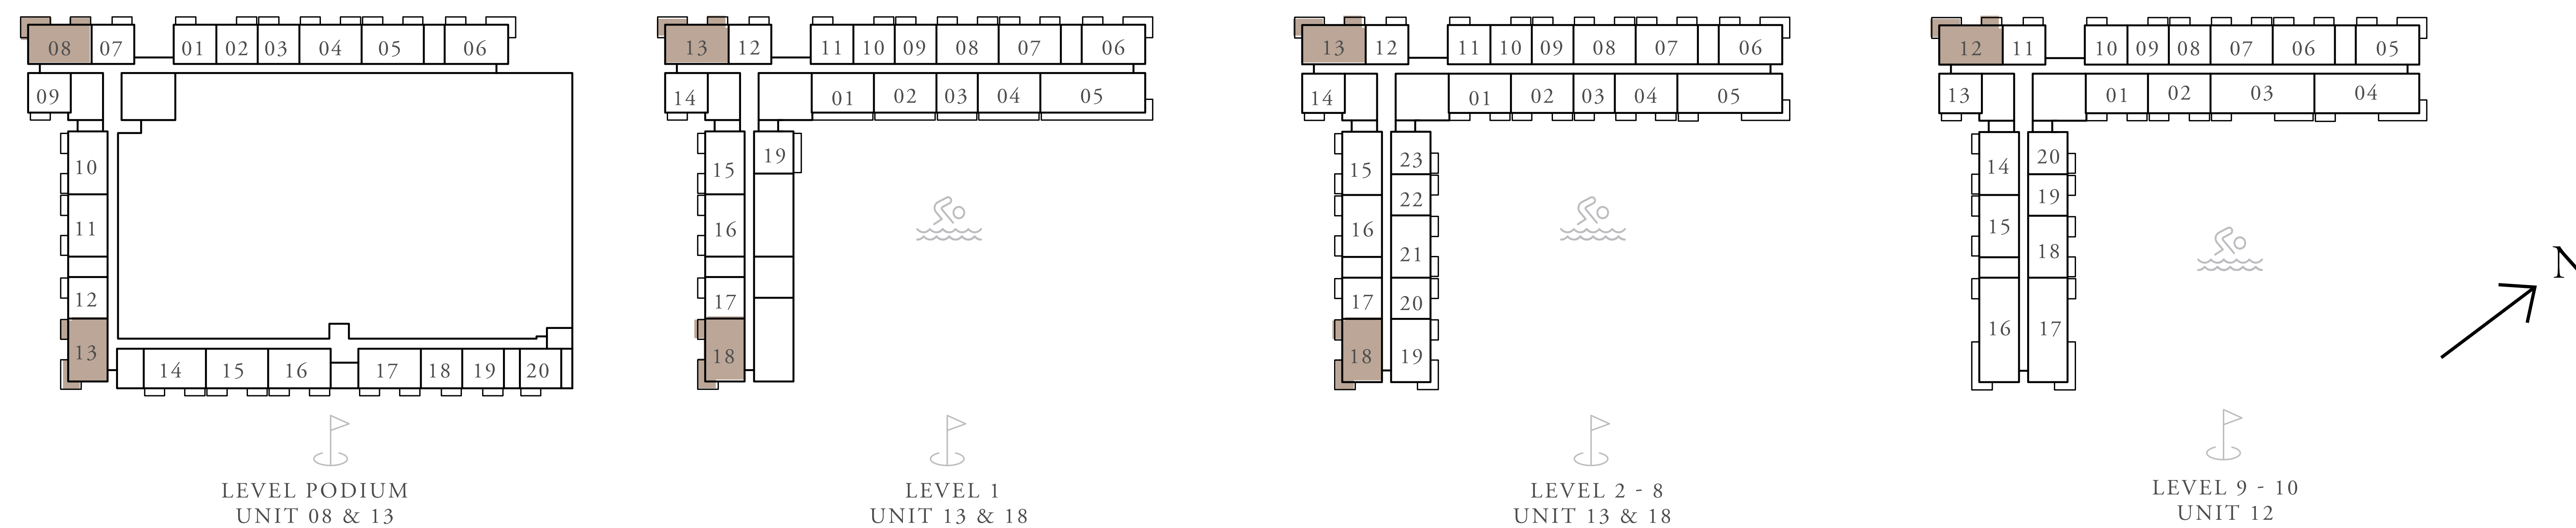 08 07 01 02 03 04 05 06
09
10
11
12
13
14 15 16 17 18 19 20
LEVEL PODIUM
UNIT 08 & 13
13 12 11 10 09 08 07 06
14 01 02 03 04 05
19
15
16
17
18
LEVEL 1
UNIT 13 & 18
13 12 11 10 09 08 07 06
14 01 02 03 04 05
15 23
22
16 21
17 20
18 19
LEVEL 2 - 8
UNIT 13 & 18
12 11 10 09 08 07 06 05
13 01 02 03 04
14 20
19
15 18
16 17
LEVEL 9 - 10
UNIT 12
N